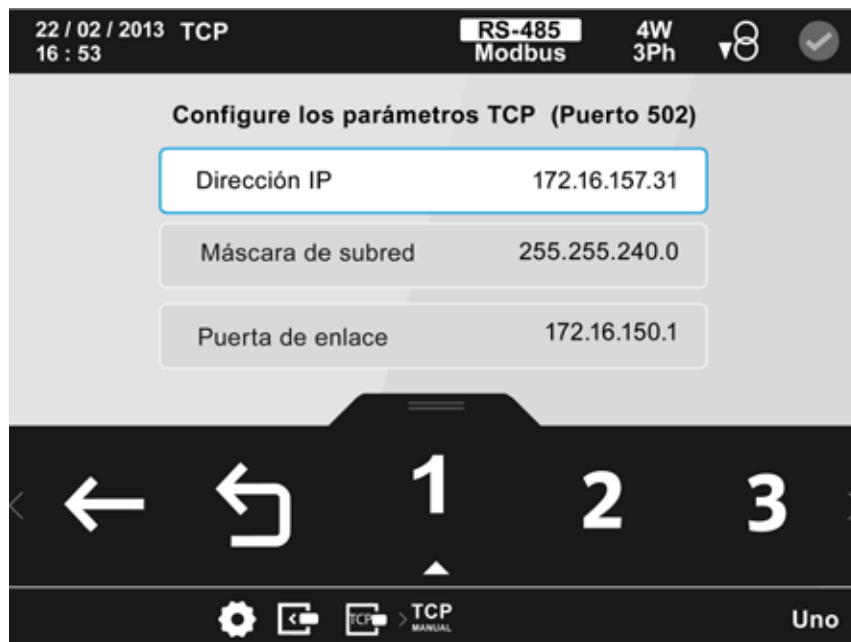 22 / 02 / 2013 TCP RS-485 4W
16 : 53 Modbus 3Ph
Configure los parámetros TCP (Puerto 502)
Dirección IP 172.16.157.31
Máscara de subred 255.255.240.0
Puerta de enlace 172.16.150.1
1 2 3
TCP > TCP
MANUAL
Uno